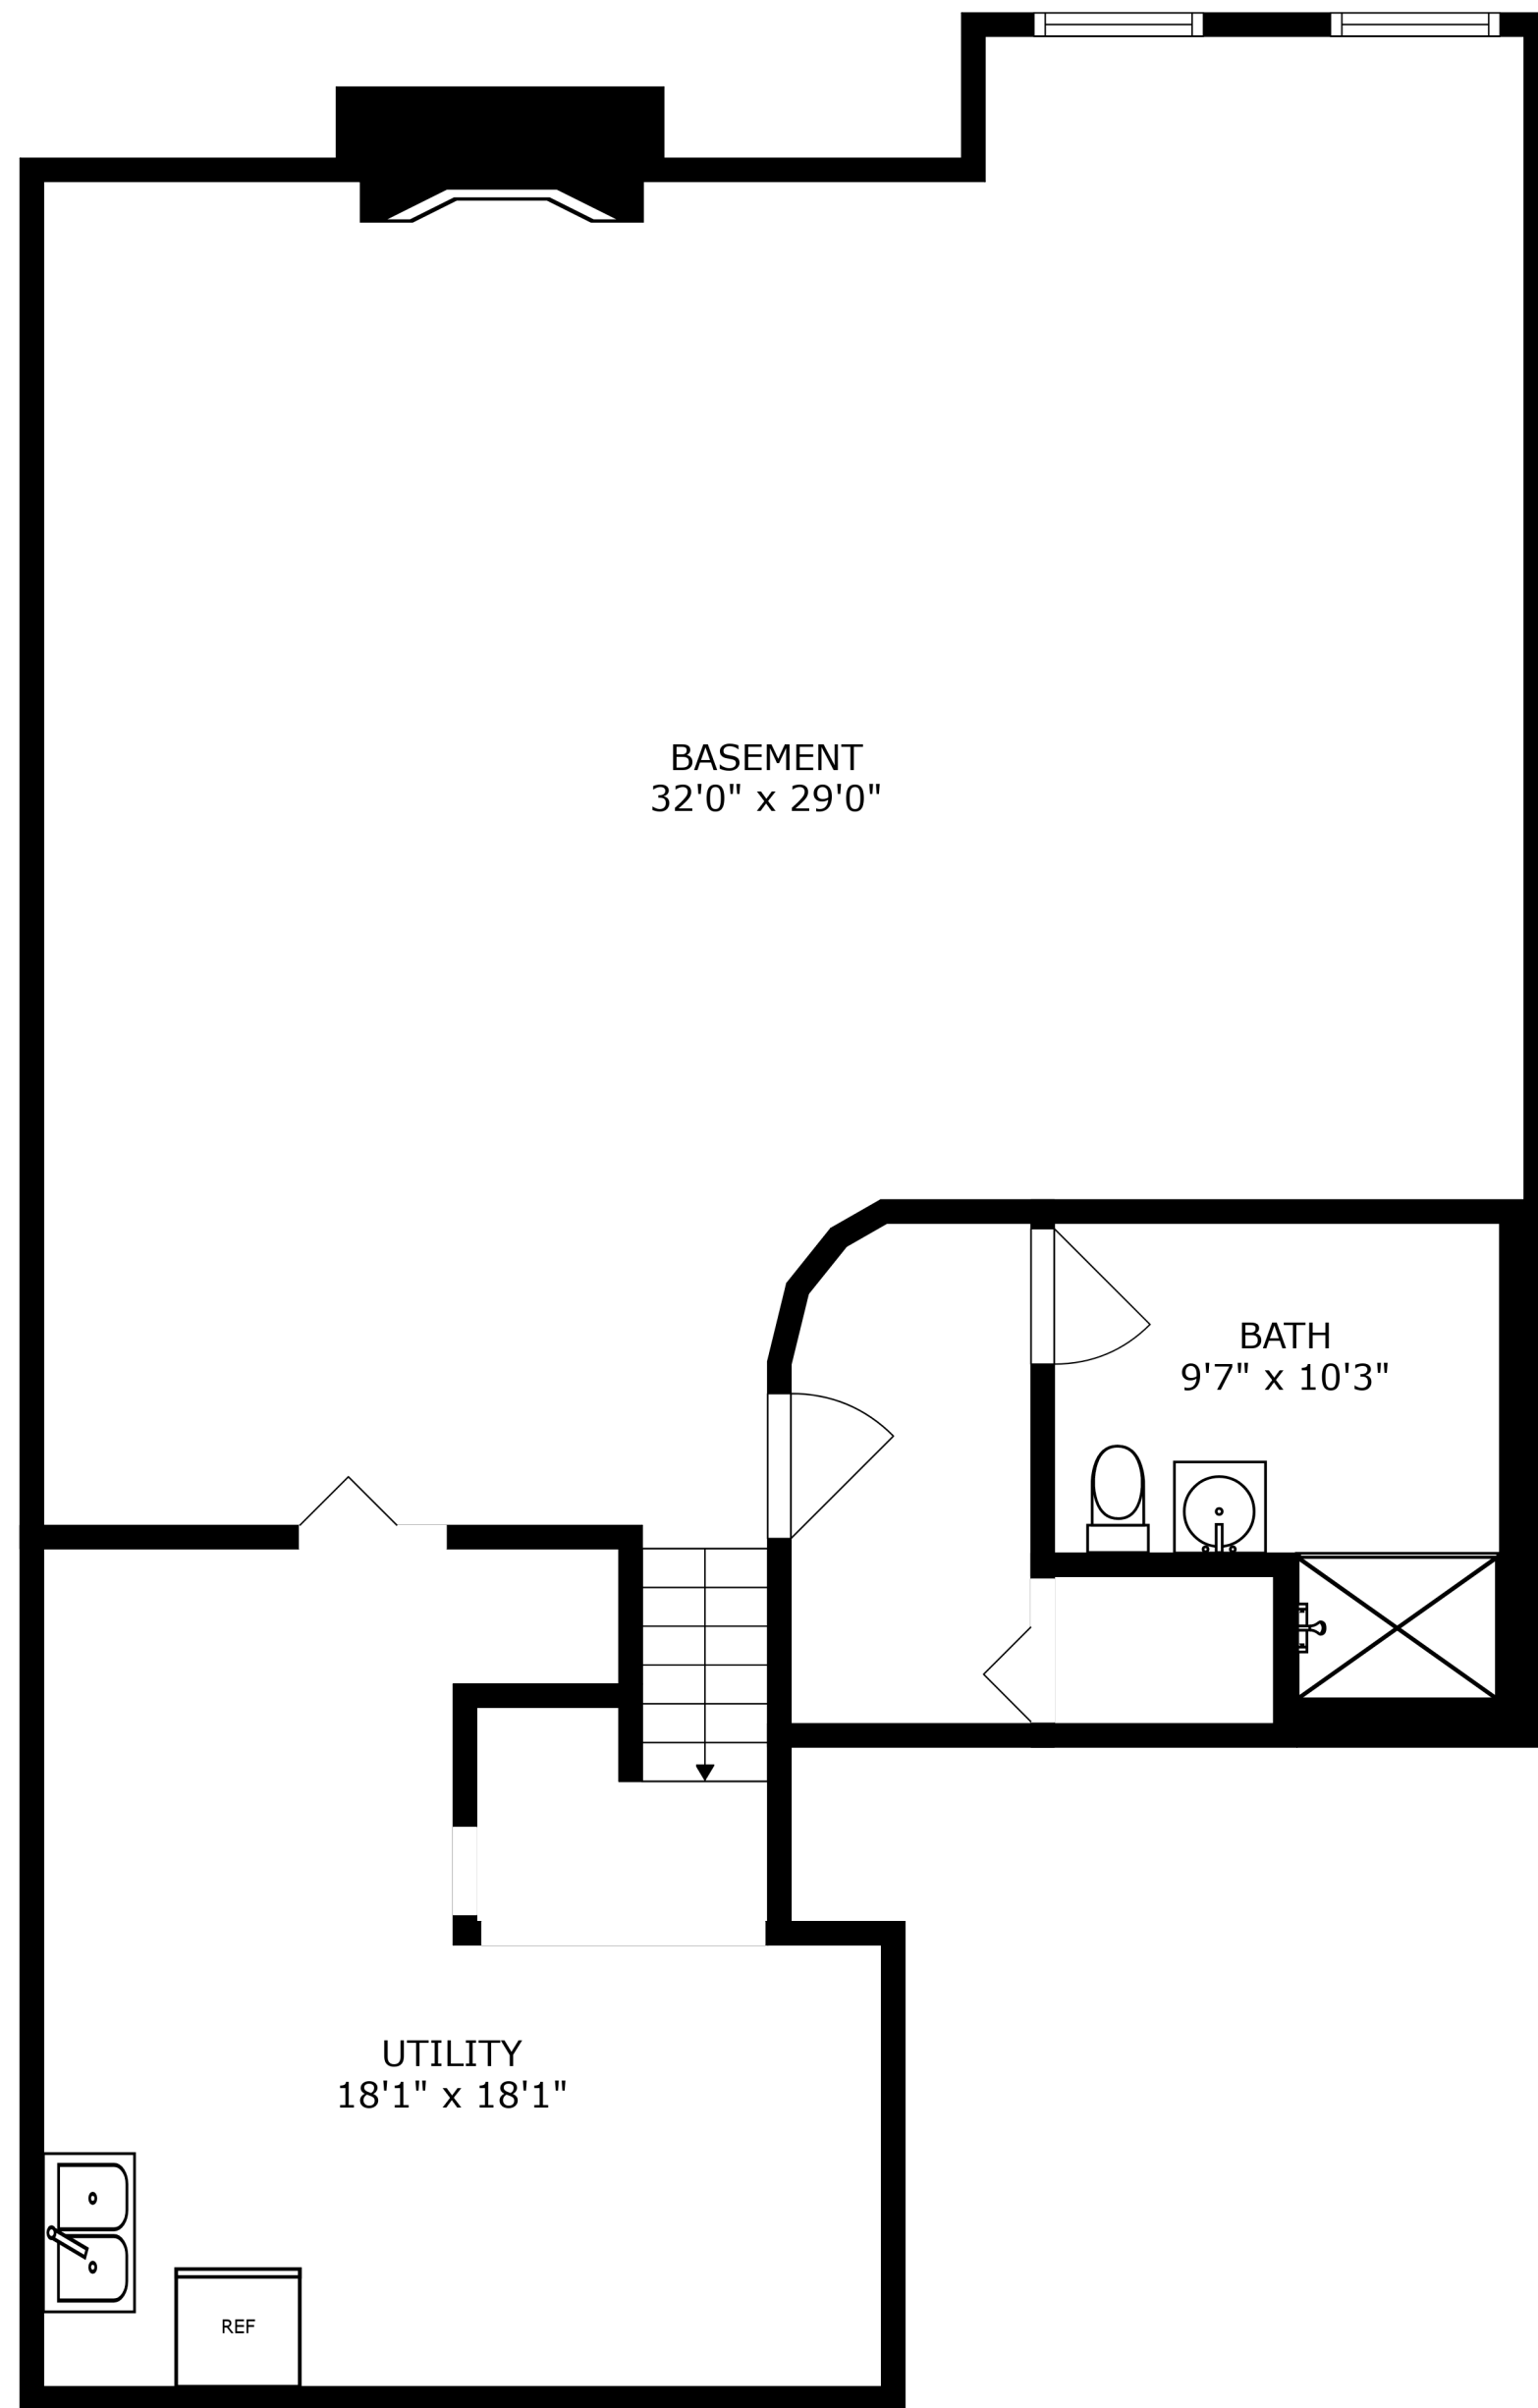 BASEMENT
32'0" x 29'0"
BATH
9'7" x 10'3"
UTILITY
18'1" x 18'1"
REF